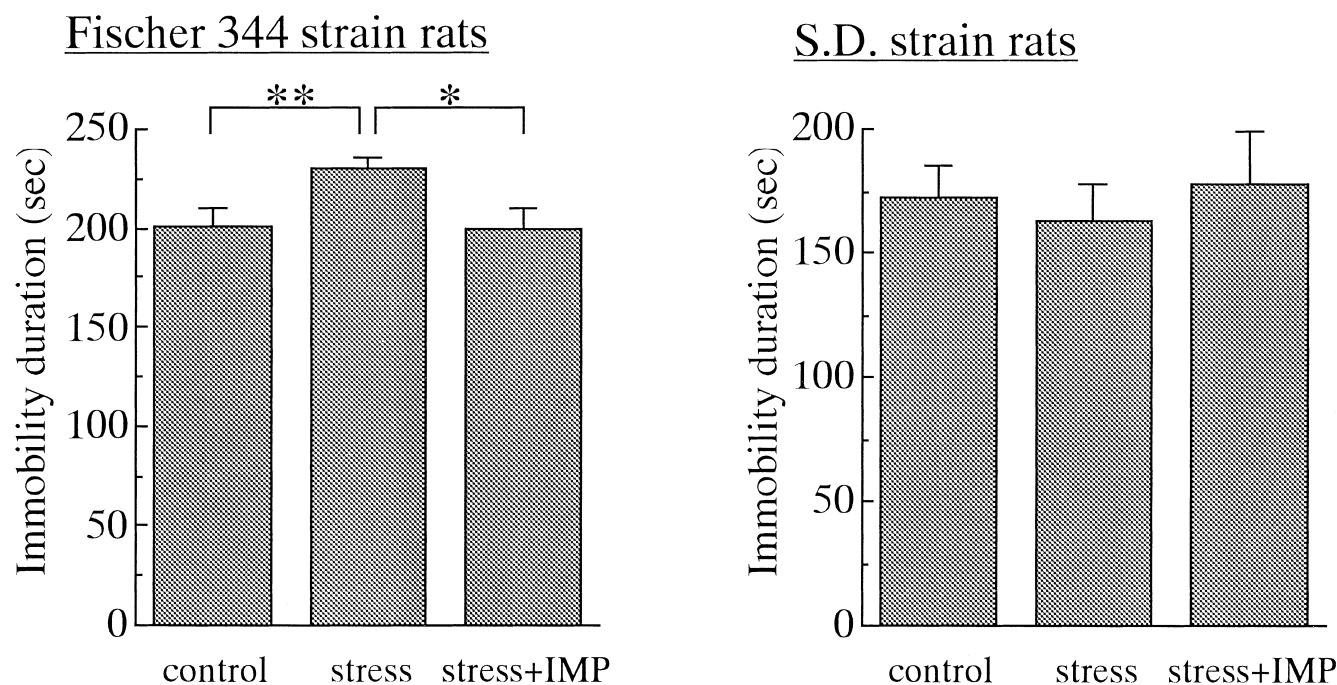 Fischer 344 strain rats
** *
Immobility duration (sec)
250
200
150
100
50
0
control stress stress+IMP
S.D. strain rats
Immobility duration (sec)
200
150
100
50
0
control stress stress+IMP